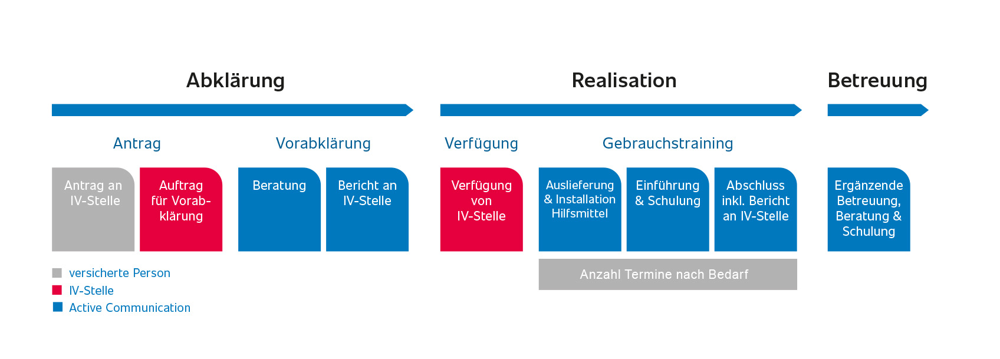 Abklärung
Realisation
Betreuung
Antrag
Vorabklärung
Verfügung
Gebrauchstraining
Antrag an
IV-Stelle
Auftrag
für Vorab-
klärung
Beratung
Bericht an
IV-Stelle
Verfügung
von
IV-Stelle
Auslieferung
& Installation
Hilfsmittel
Einführung
& Schulung
Abschluss
inkl. Bericht
an IV-Stelle
Ergänzende
Betreuung,
Beratung &
Schulung
Anzahl Termine nach Bedarf
versicherte Person
IV-Stelle
Active Communication